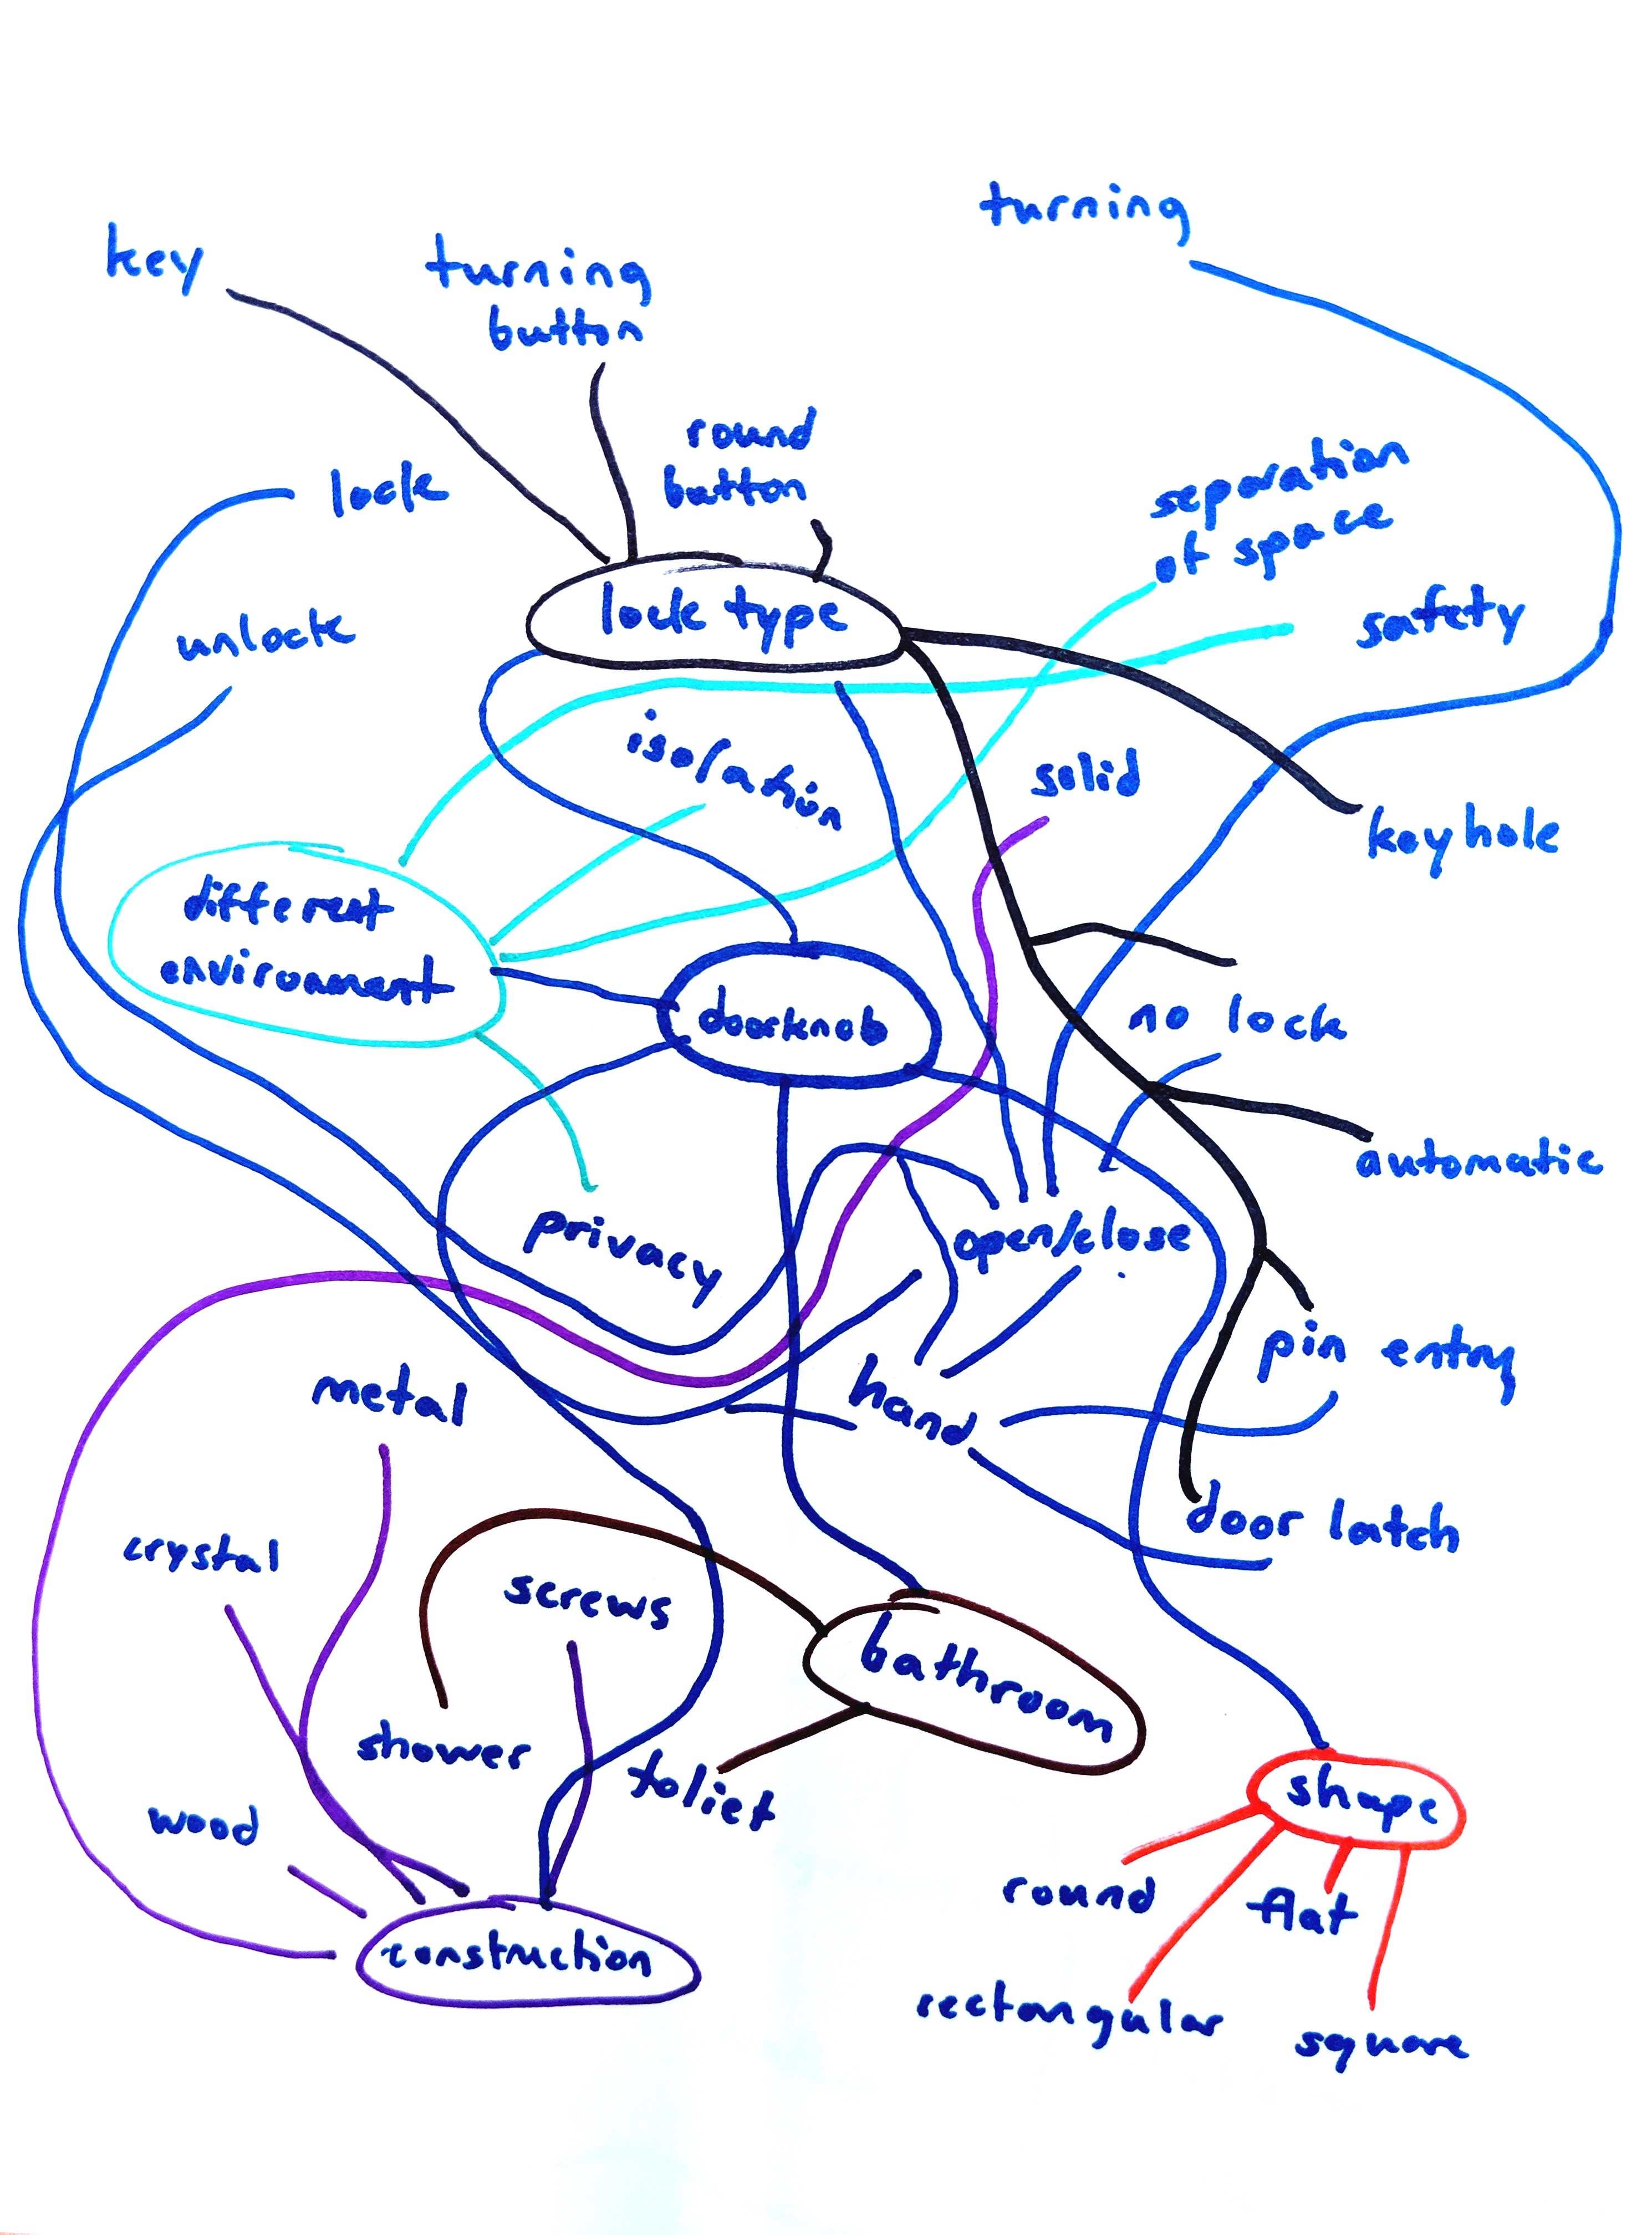 turning
key
turning
button
round
button
lock
separation
of space
lock type
safety
unlock
isolation
solid
keyhole
different
environment
doorknob
no lock
automatic
privacy
open/close
pin entry
metal
hand
door latch
crystal
screws
bathroom
shower
toliet
shape
wood
round
flat
construction
rectangular
square